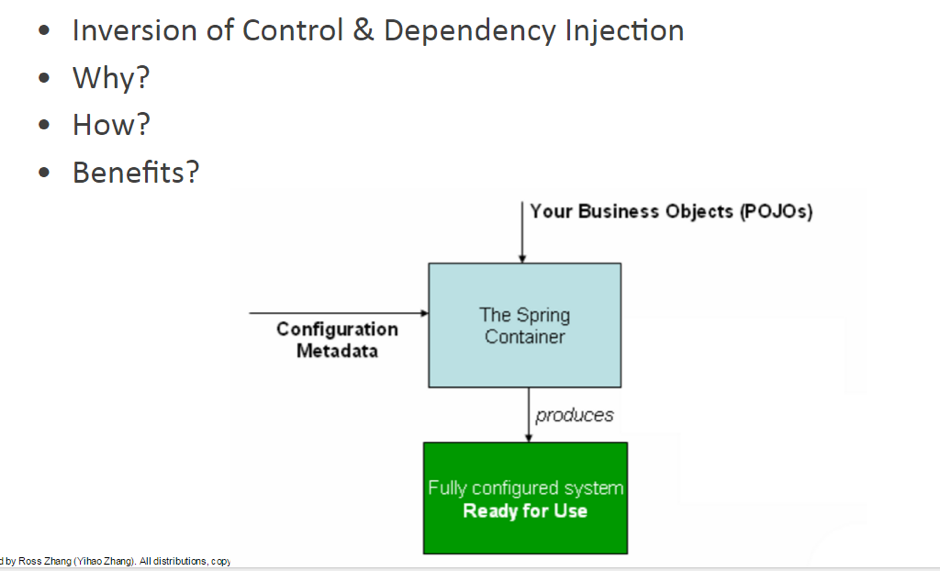 • Inversion of Control & Dependency Injection
• Why?
• How?
• Benefits?
Your Business Objects (POJOs)
The Spring
Container
Configuration
Metadata
produces
Fully configured system
Ready for Use
by Ross Zhang (Yihao Zhang). All distributions, copy